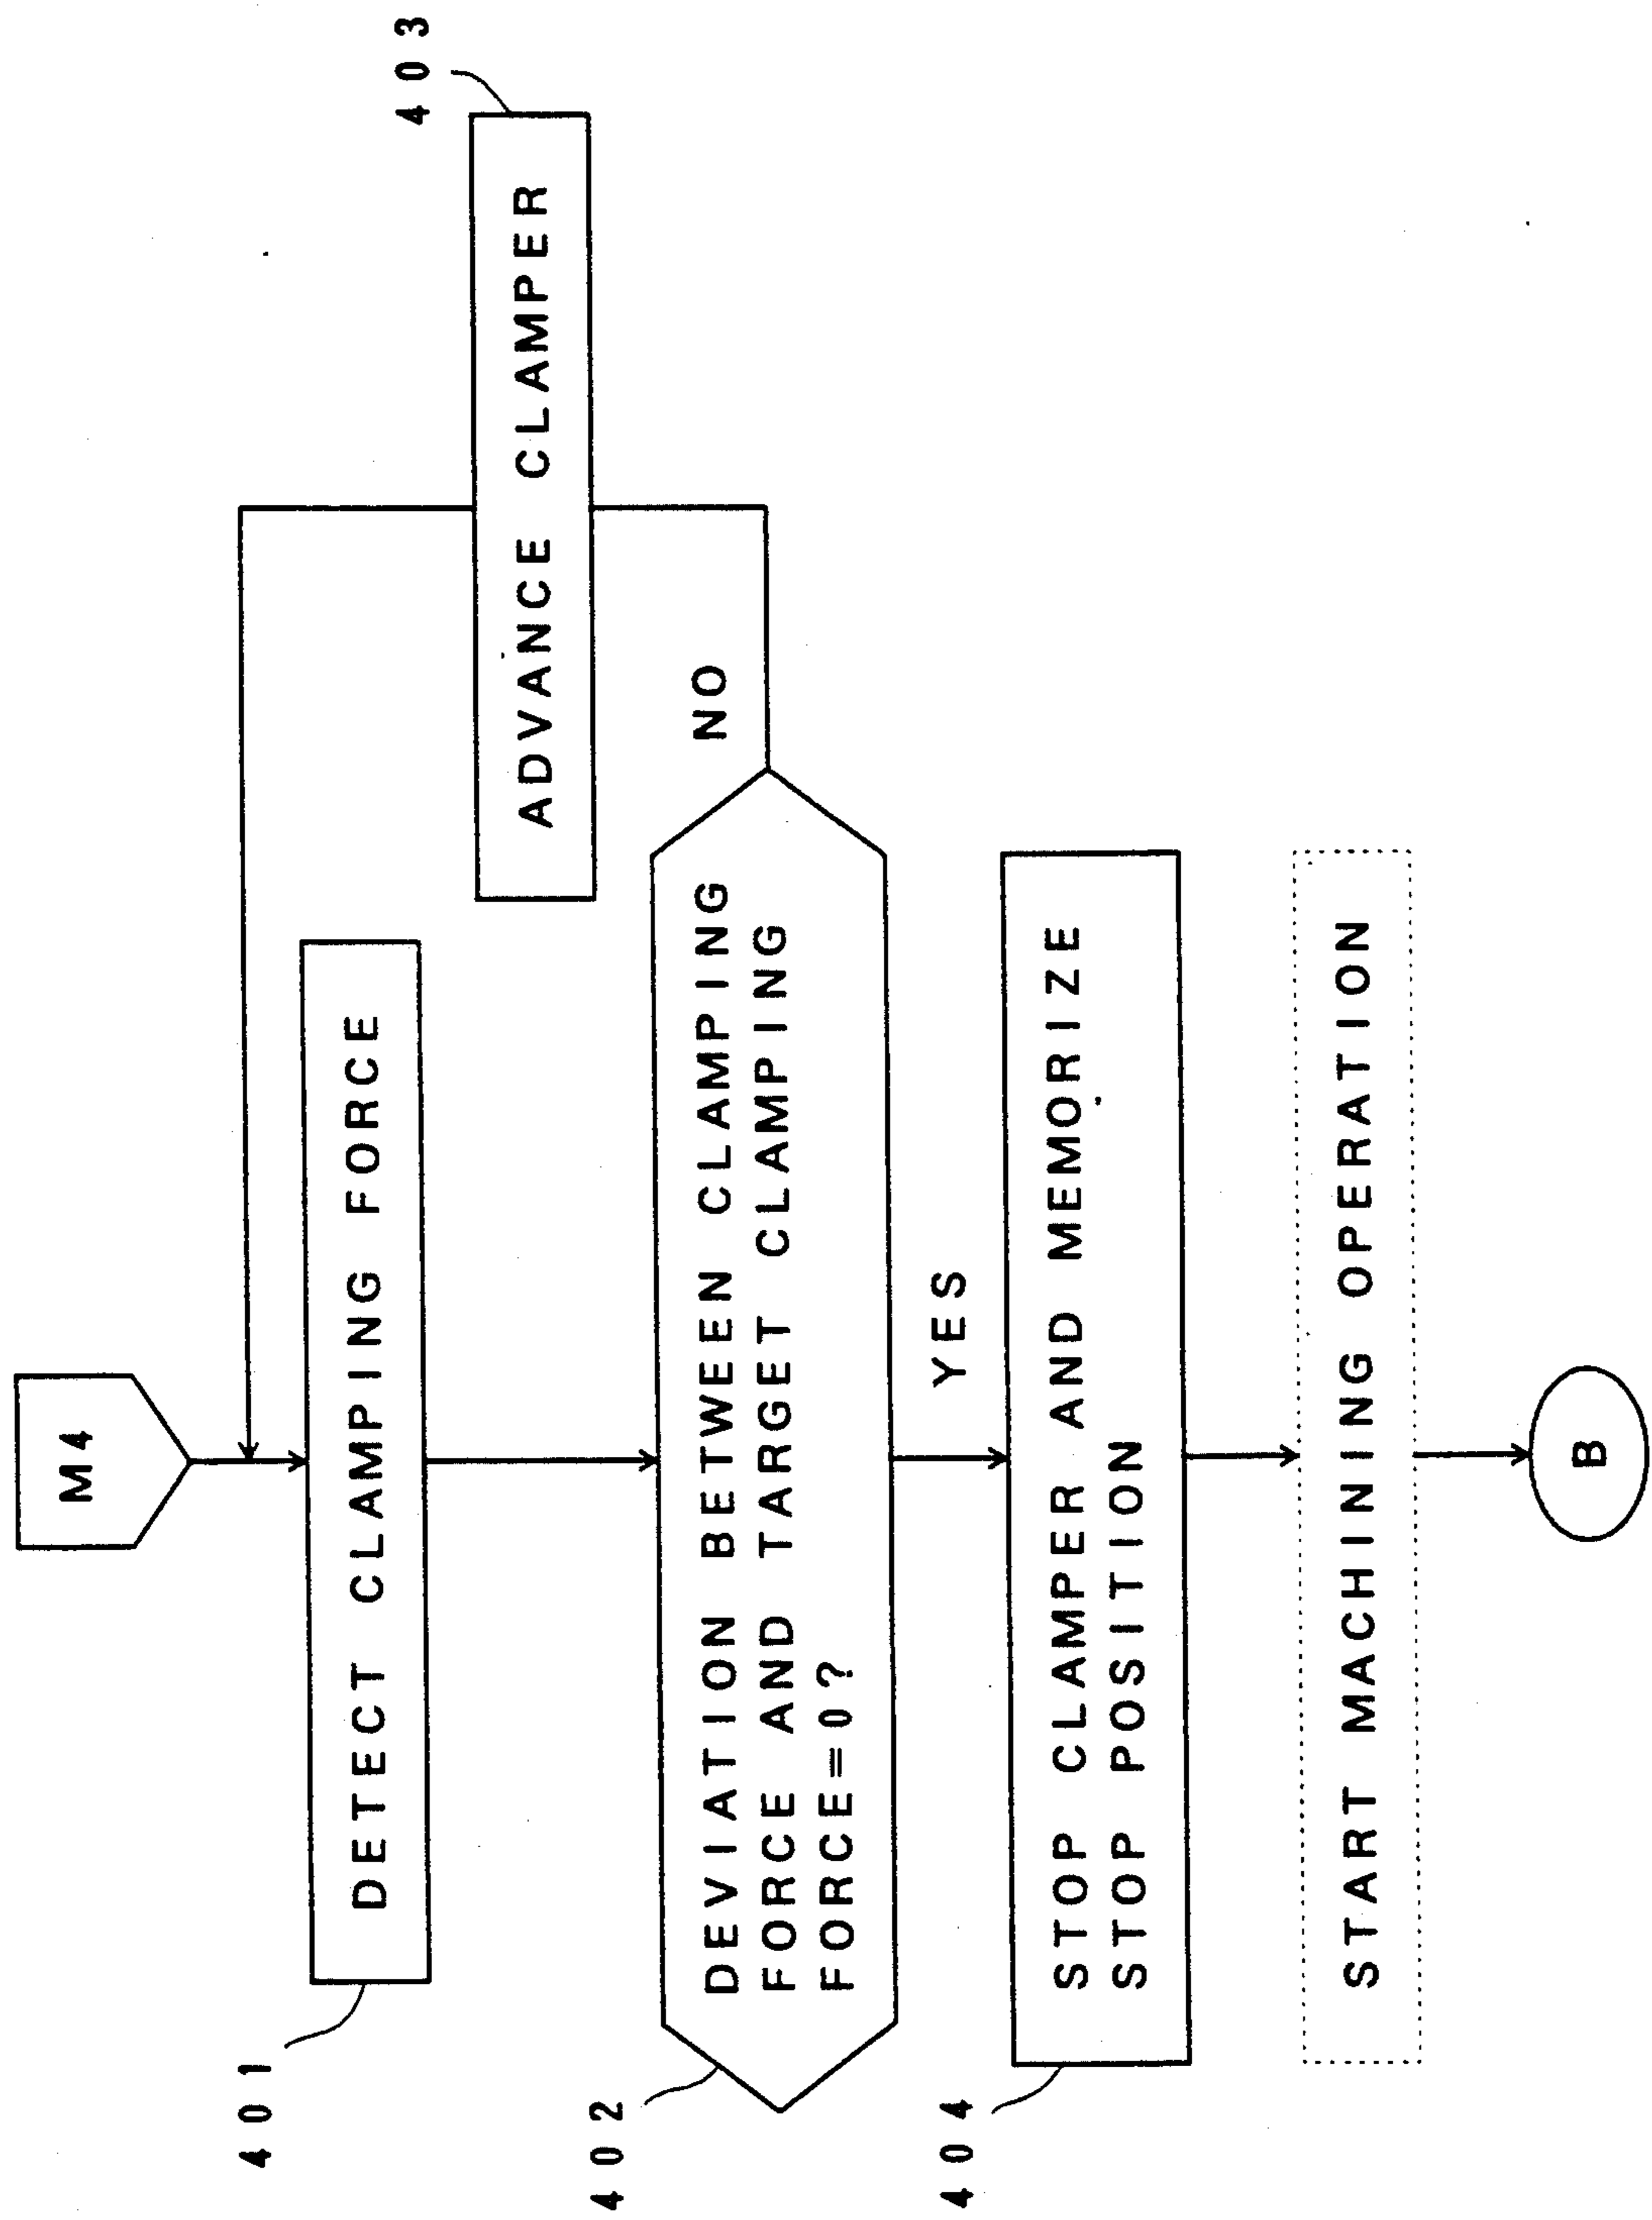 M4
401
DETECT CLAMPING FORCE
403
ADVANCE CLAMPER
402
DEVIATION BETWEEN CLAMPING
FORCE AND TARGET CLAMPING
FORCE=0?
NO
YES
404
STOP CLAMPER AND MEMORIZE
STOP POSITION
START MACHINING OPERATION
B